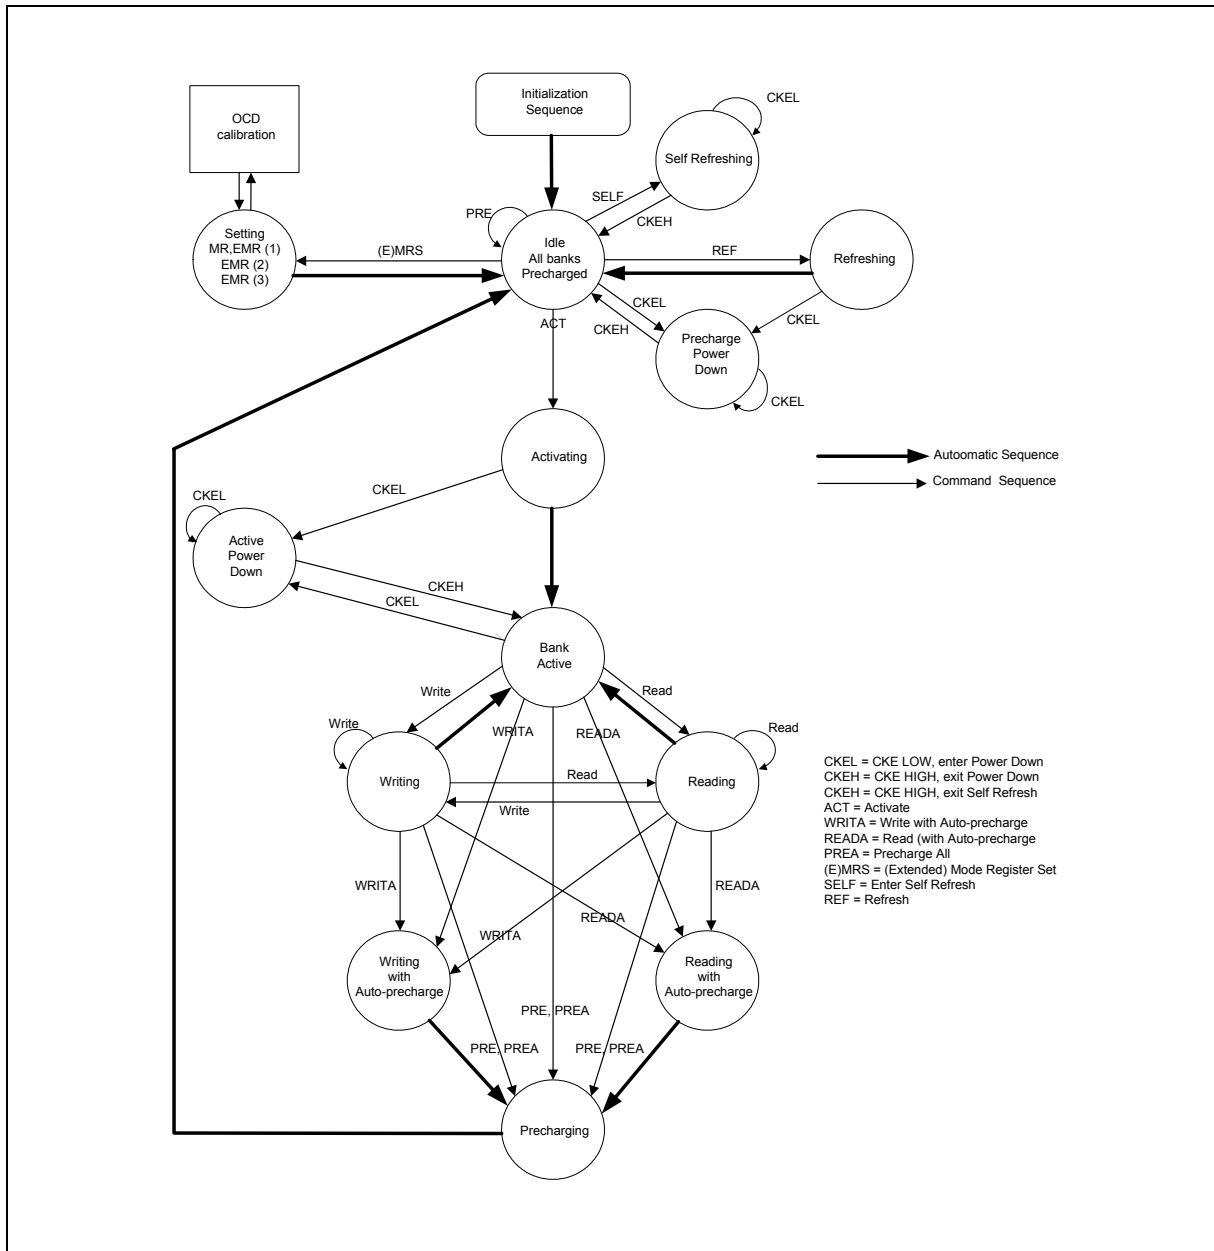 Initialization
Sequence
OCD
calibration
CKEL
Self Refreshing
SELF
CKEH
PRE
Setting
MR,EMR (1)
EMR (2)
EMR (3)
(E)MRS
Idle
All banks
Precharged
REF
Refreshing
CKEL
CKEH
CKEL
ACT
Precharge
Power
Down
CKEL
Activating
Autoomatic Sequence
Command Sequence
CKEL
CKEL
Active
Power
Down
CKEH
CKEL
Bank
Active
Write
Read
Write
WRITA
READA
Read
Writing
Read
Reading
Write
CKEL = CKE LOW, enter Power Down
CKEH = CKE HIGH, exit Power Down
CKEH = CKE HIGH, exit Self Refresh
ACT = Activate
WRITA = Write with Auto-precharge
READA = Read (with Auto-precharge
PREA = Precharge All
(E)MRS = (Extended) Mode Register Set
SELF = Enter Self Refresh
REF = Refresh
WRITA
READA
WRITA
READA
Writing
with
Auto-precharge
Reading
with
Auto-precharge
PRE, PREA
PRE, PREA
PRE, PREA
Precharging